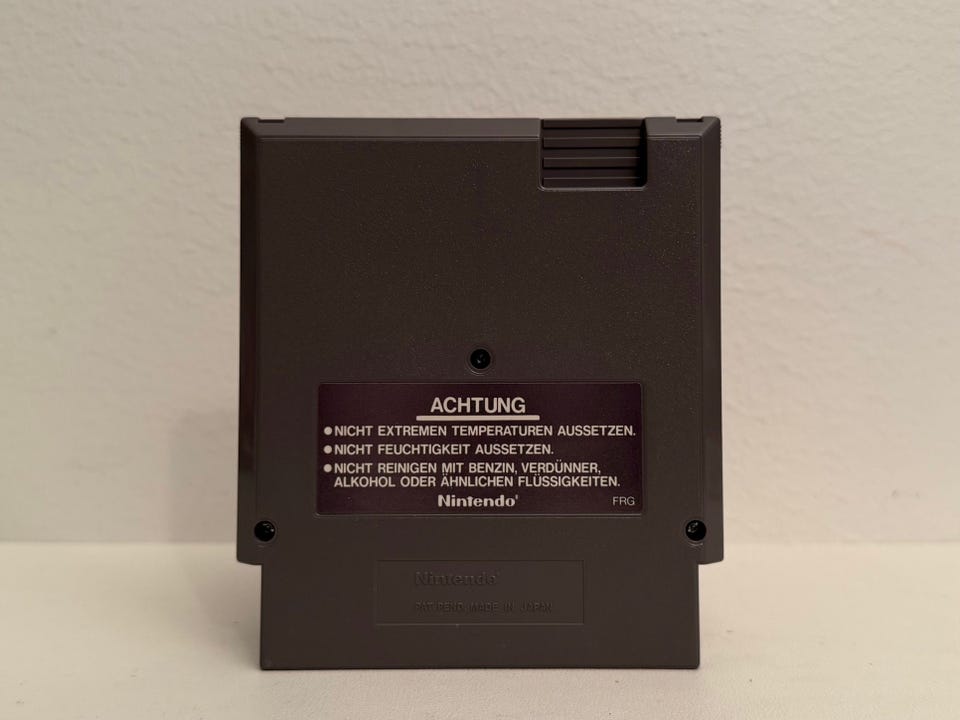 ACHTUNG
●NICHT EXTREMEN TEMPERATUREN AUSSETZEN.
●NICHT FEUCHTIGKEIT AUSSETZEN.
●NICHT REINIGEN MIT BENZIN, VERDÜNNER,
ALKOHOL ODER ÄHNLICHEN FLÜSSIGKEITEN.
Nintendo
FRG
Nintendo
PAT. PEND. MADE IN JAPAN